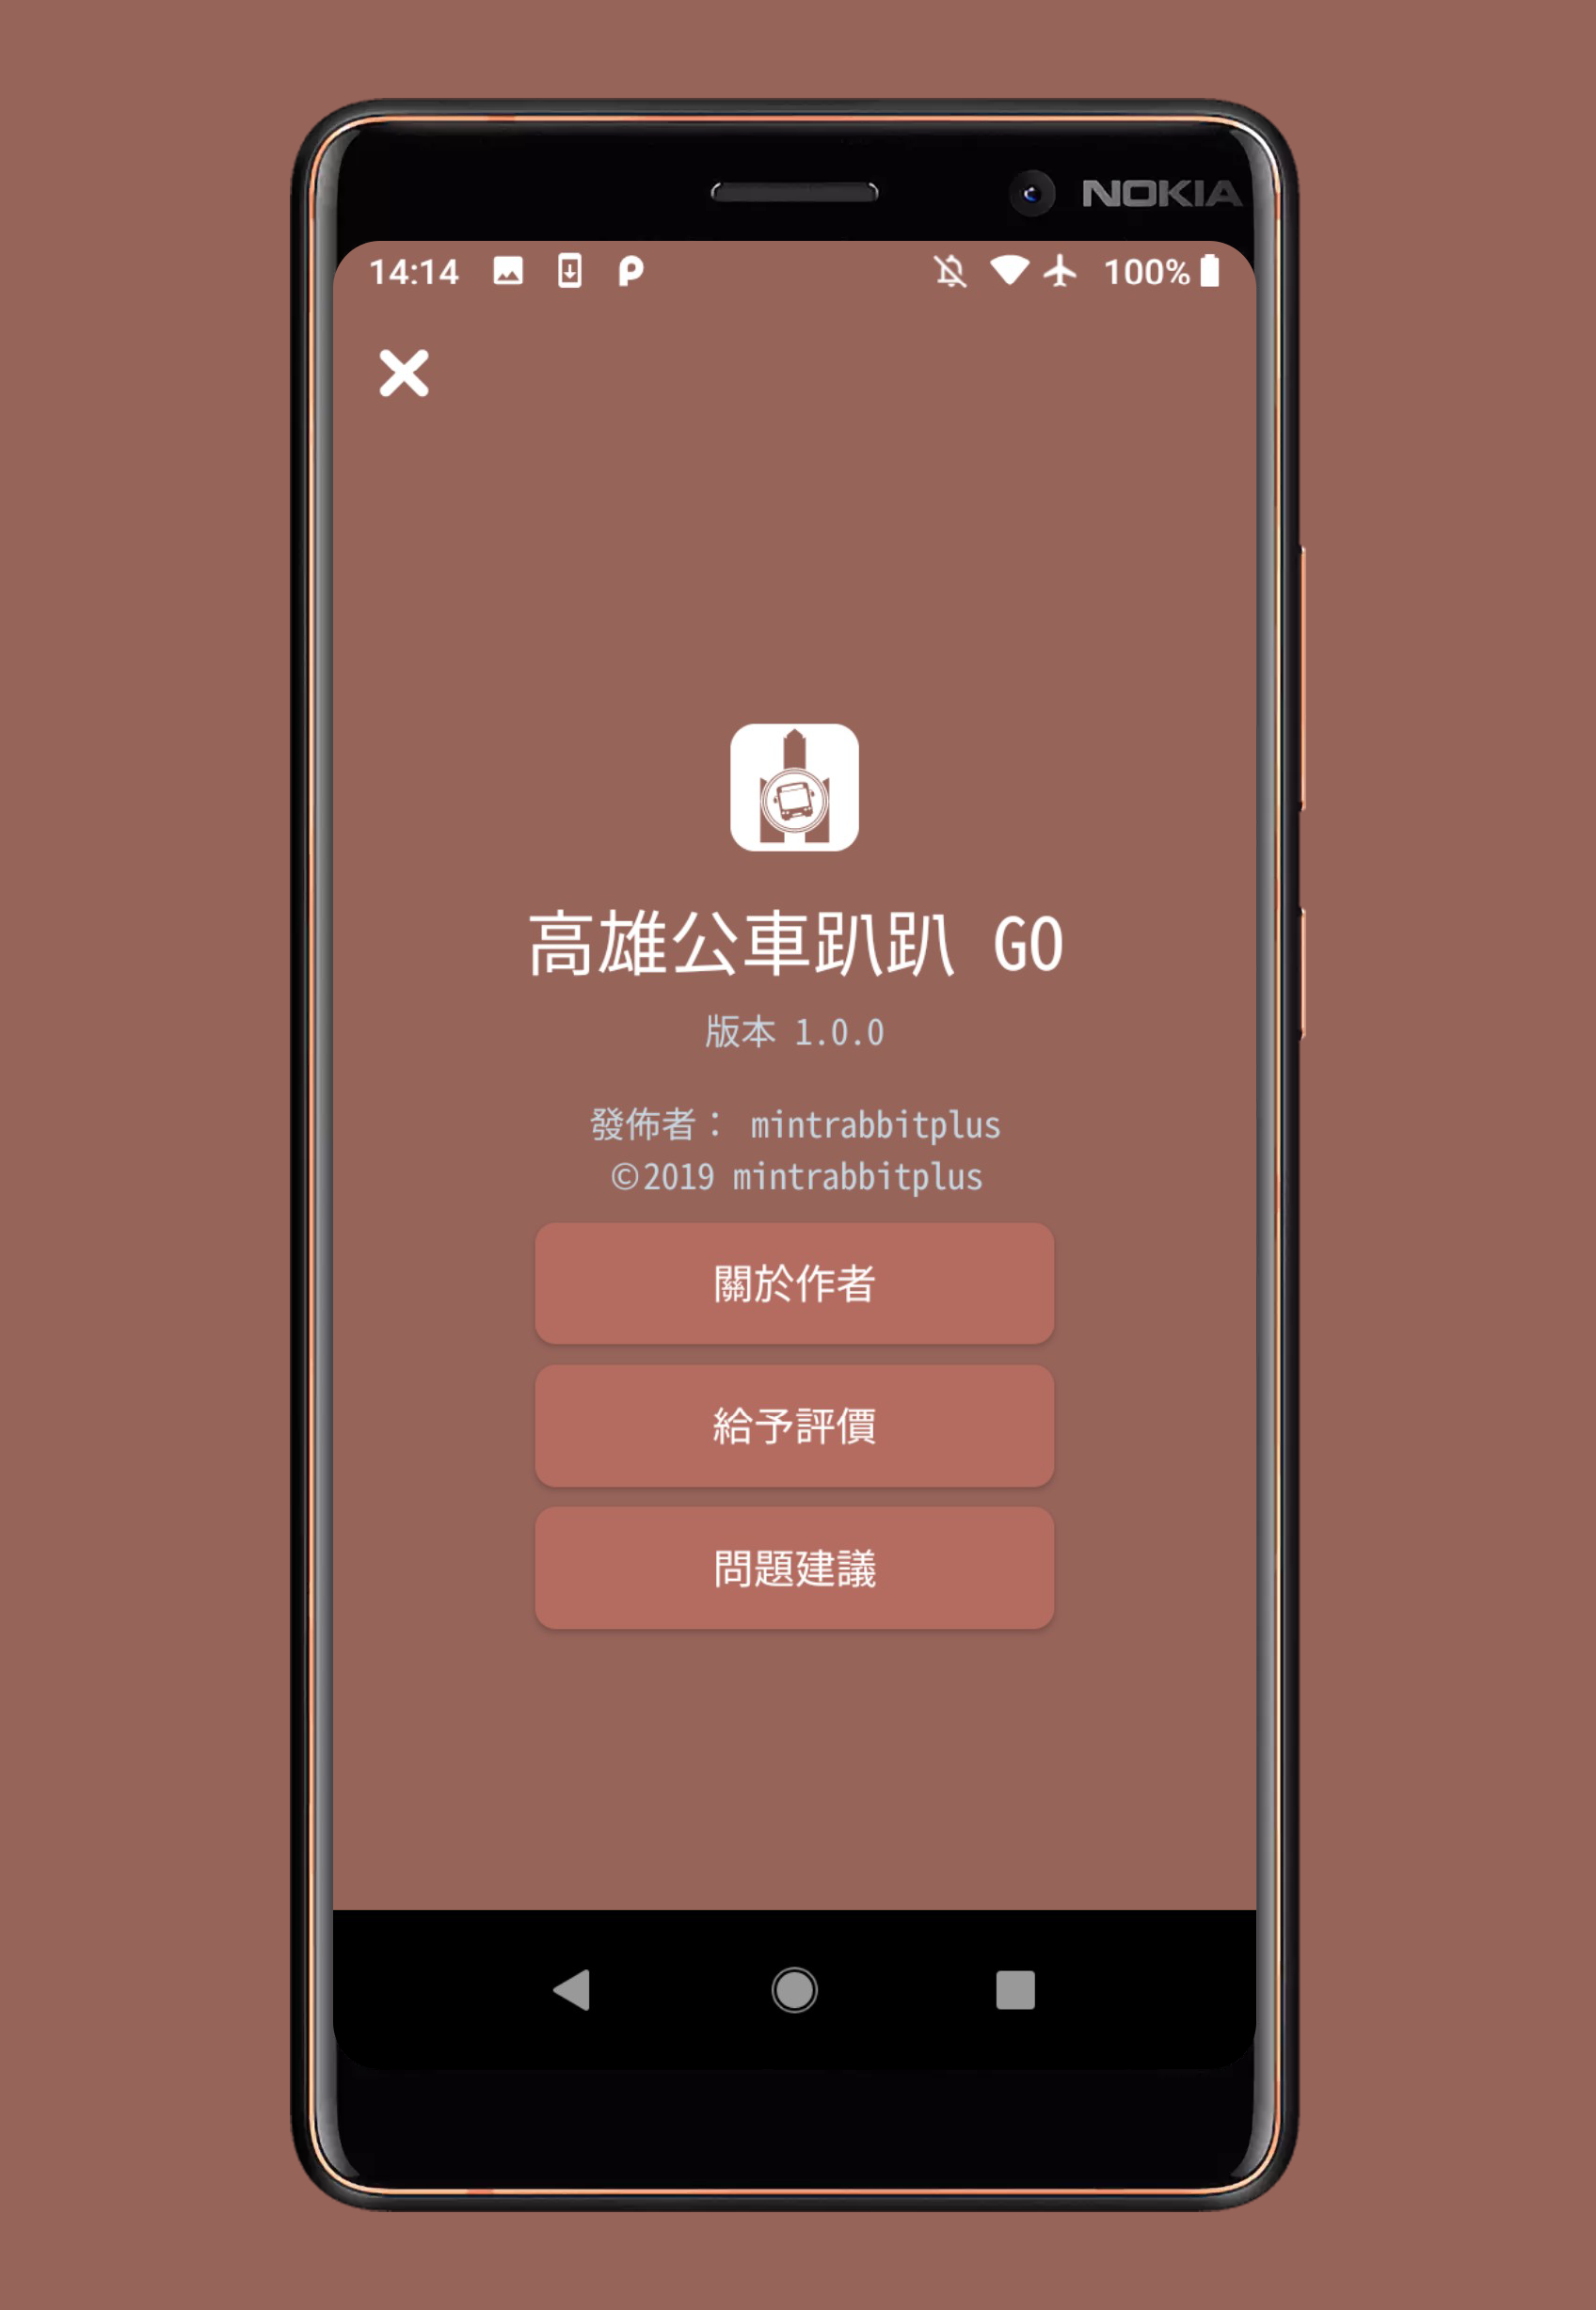 NOKIA
14:14 100%
高雄公車趴趴 GO
版本 1.0.0
發佈者： mintrabbitplus
©2019 mintrabbitplus
關於作者
給予評價
問題建議